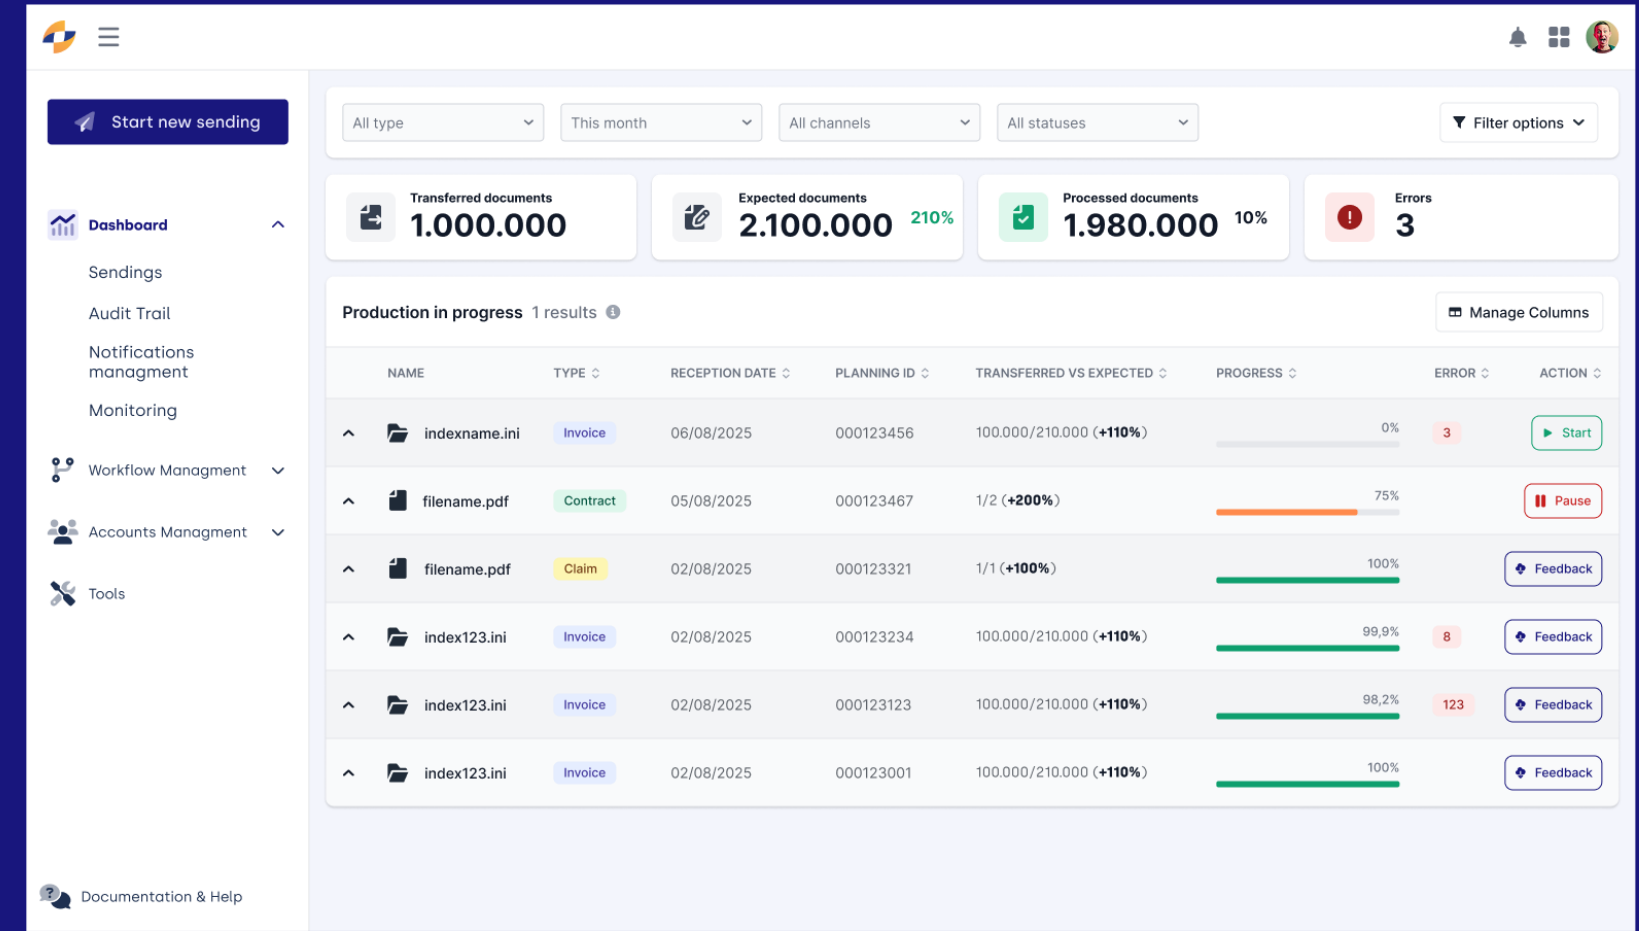 Start new sending
Dashboard
Sendings
Audit Trail
Notifications
managment
Monitoring
Workflow Managment
Accounts Managment
Tools
? Documentation & Help
All type This month All channels All statuses Filter options
Transferred documents
1.000.000
Expected documents
2.100.000 210%
Processed documents
1.980.000 10%
Errors
3
Production in progress 1 results Manage Columns
NAME TYPE RECEPTION DATE PLANNING ID TRANSFERRED VS EXPECTED PROGRESS ERROR ACTION
indexname.ini Invoice 06/08/2025 000123456 100.000/210.000 (+110%) 0% 3 Start
filename.pdf Contract 05/08/2025 000123467 1/2 (+200%) 75% Pause
filename.pdf Claim 02/08/2025 000123321 1/1 (+100%) 100% Feedback
index123.ini Invoice 02/08/2025 000123234 100.000/210.000 (+110%) 99,9% 8 Feedback
index123.ini Invoice 02/08/2025 000123123 100.000/210.000 (+110%) 98,2% 123 Feedback
index123.ini Invoice 02/08/2025 000123001 100.000/210.000 (+110%) 100% Feedback